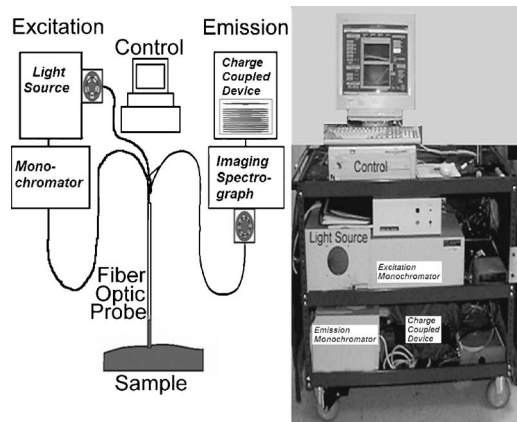 Excitation
Light
Source
Mono-
chromator
Control
Emission
Charge
Coupled
Device
Imaging
Spectro-
graph
Fiber
Optic
Probe
Sample
Control
Light Source
Excitation
Monochromator
Emission
Monochromator
Charge
Coupled
Device